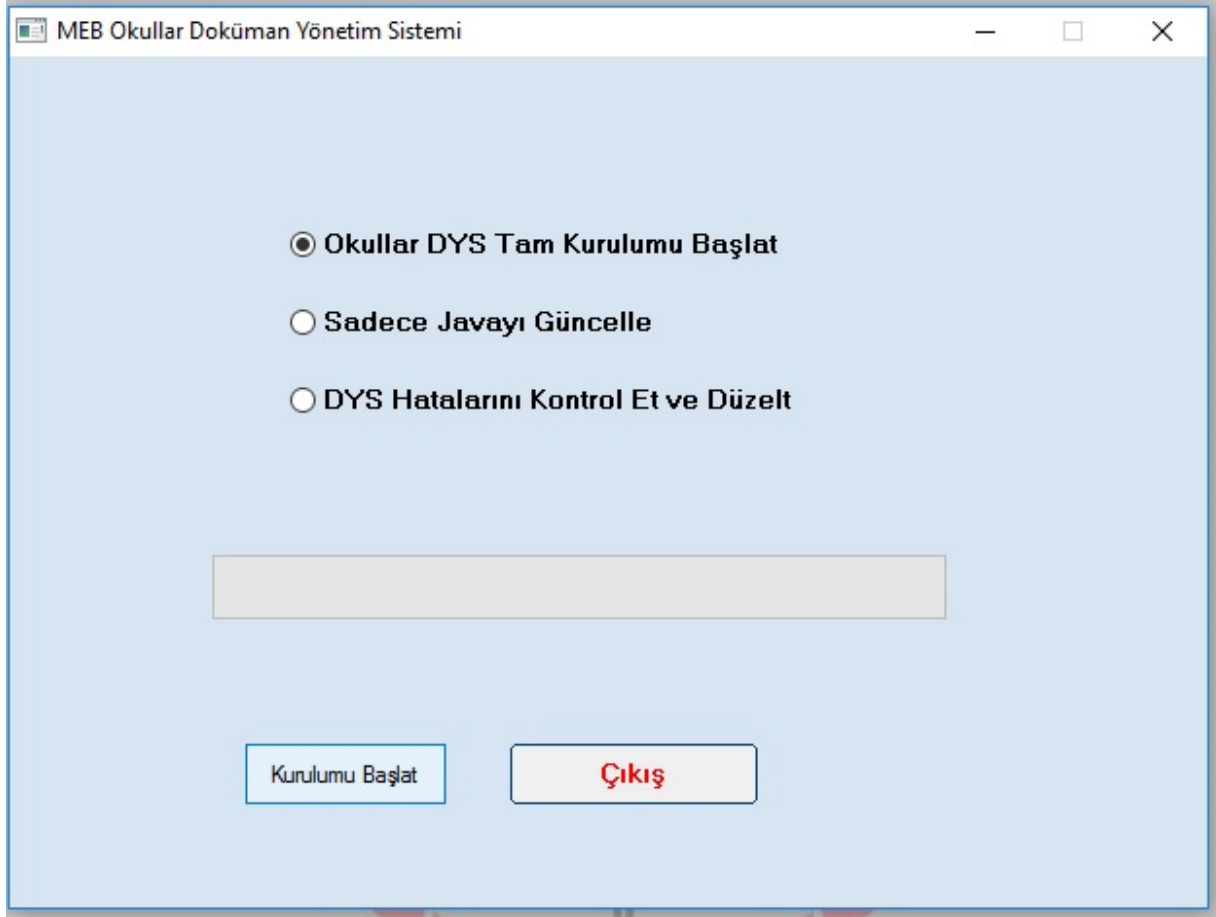 MEB Okullar Doküman Yönetim Sistemi
Okullar DYS Tam Kurulumu Başlat
Sadece Javayı Güncelle
DYS Hatalarını Kontrol Et ve Düzelt
Kurulumu Başlat
Çıkış